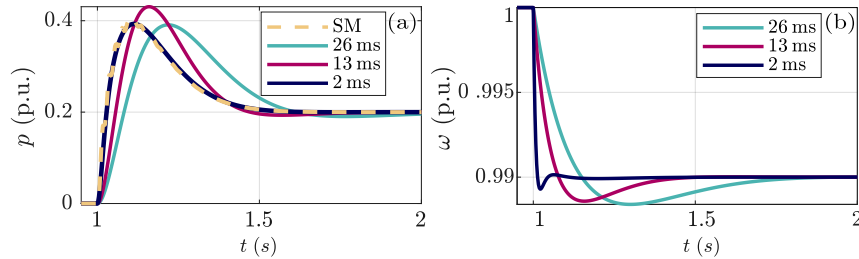 0.4
0.2
0
1
1.5
2
p (p.u.)
t (s)
(a)
SM
26 ms
13 ms
2 ms
1
0 .995
0.99
1
1.5
2
ω (p.u.)
t (s)
(b)
26 ms
13 ms
2 ms